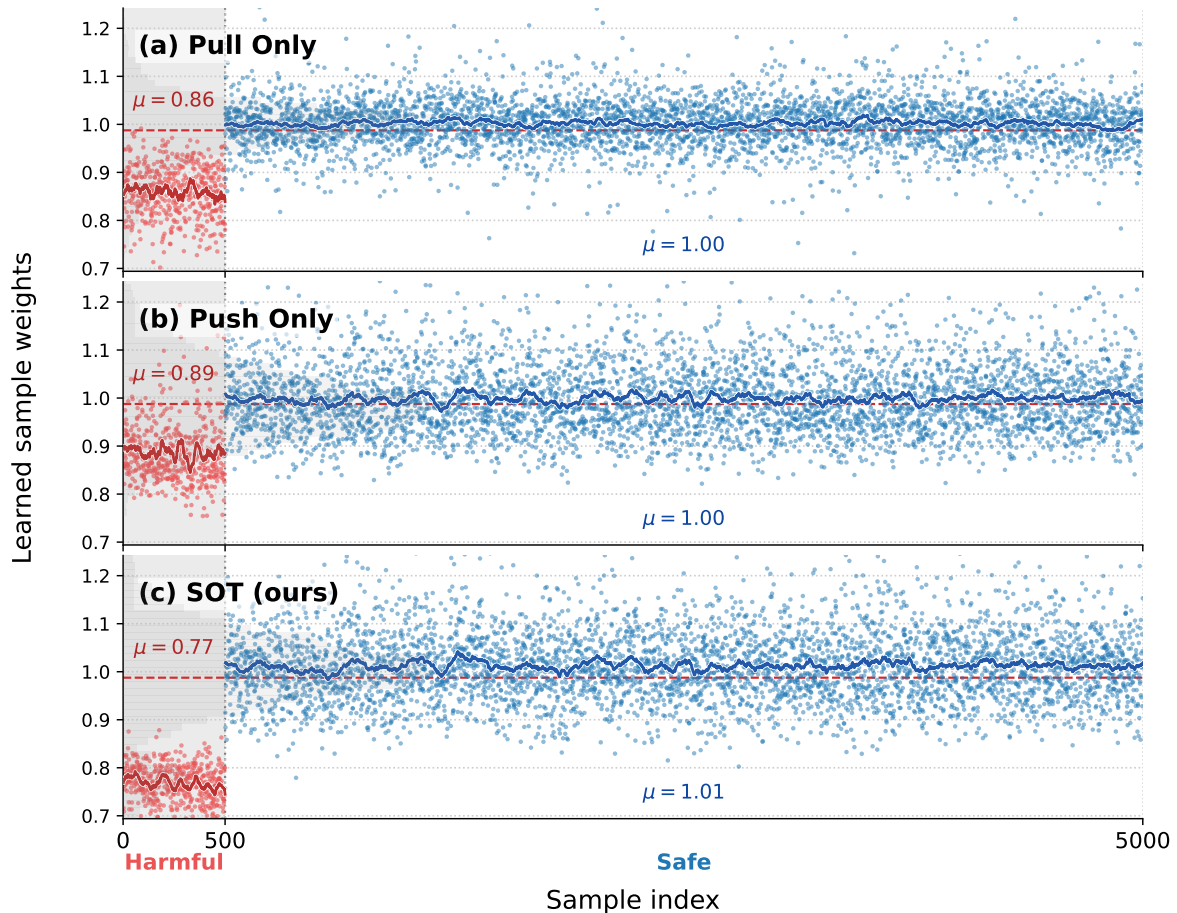 Learned sample weights
(a) Pull Only
1.2
1.1
1.0
0.9
0.8
0.7
μ = 0.86
μ = 1.00
(b) Push Only
1.2
1.1
1.0
0.9
0.8
0.7
μ = 0.89
μ = 1.00
(c) SOT (ours)
1.2
1.1
1.0
0.9
0.8
0.7
μ = 0.77
μ = 1.01
0 500 5000
Harmful Safe
Sample index